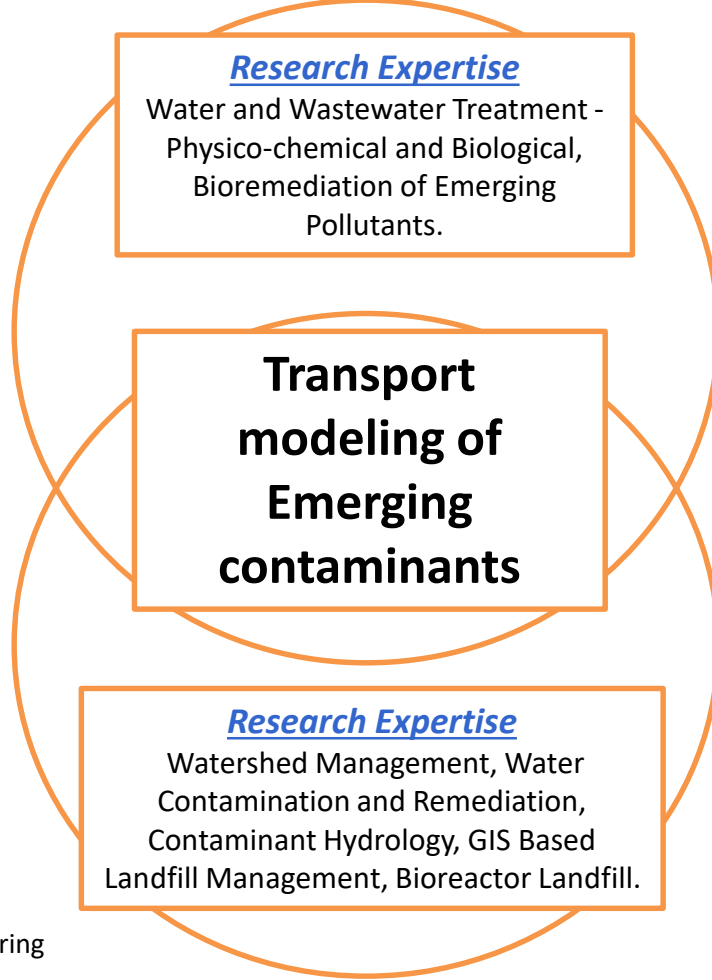 Research Expertise
Water and Wastewater Treatment -
Physico-chemical and Biological,
Bioremediation of Emerging
Pollutants.
Transport
modeling of
Emerging
contaminants
Research Expertise
Watershed Management, Water
Contamination and Remediation,
Contaminant Hydrology, GIS Based
Landfill Management, Bioreactor Landfill.
ring